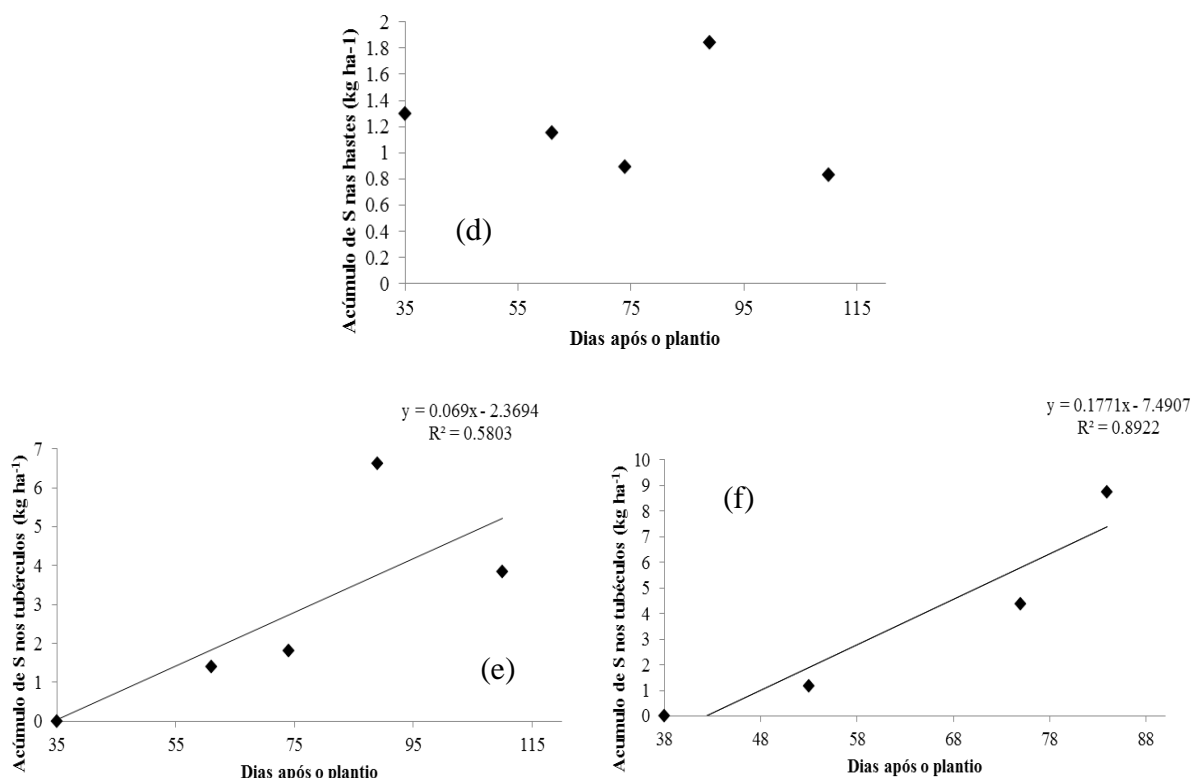 Acúmulo de S nas hastes (kg ha-1)
2
1.8
1.6
1.4
1.2
1
0.8
0.6
0.4
0.2
0
(d)
35 55 75 95 115
Dias após o plantio
y = 0.069x - 2.3694
R² = 0.5803
Acúmulo de S nos tubérculos (kg ha⁻¹)
7
6
5
4
3
2
1
0
(e)
35 55 75 95 115
Dias após o plantio
y = 0.1771x - 7.4907
R² = 0.8922
Acumulo de S nos tubéculos (kg ha⁻¹)
10
9
8
7
6
5
4
3
2
1
0
(f)
38 48 58 68 78 88
Dias após o plantio